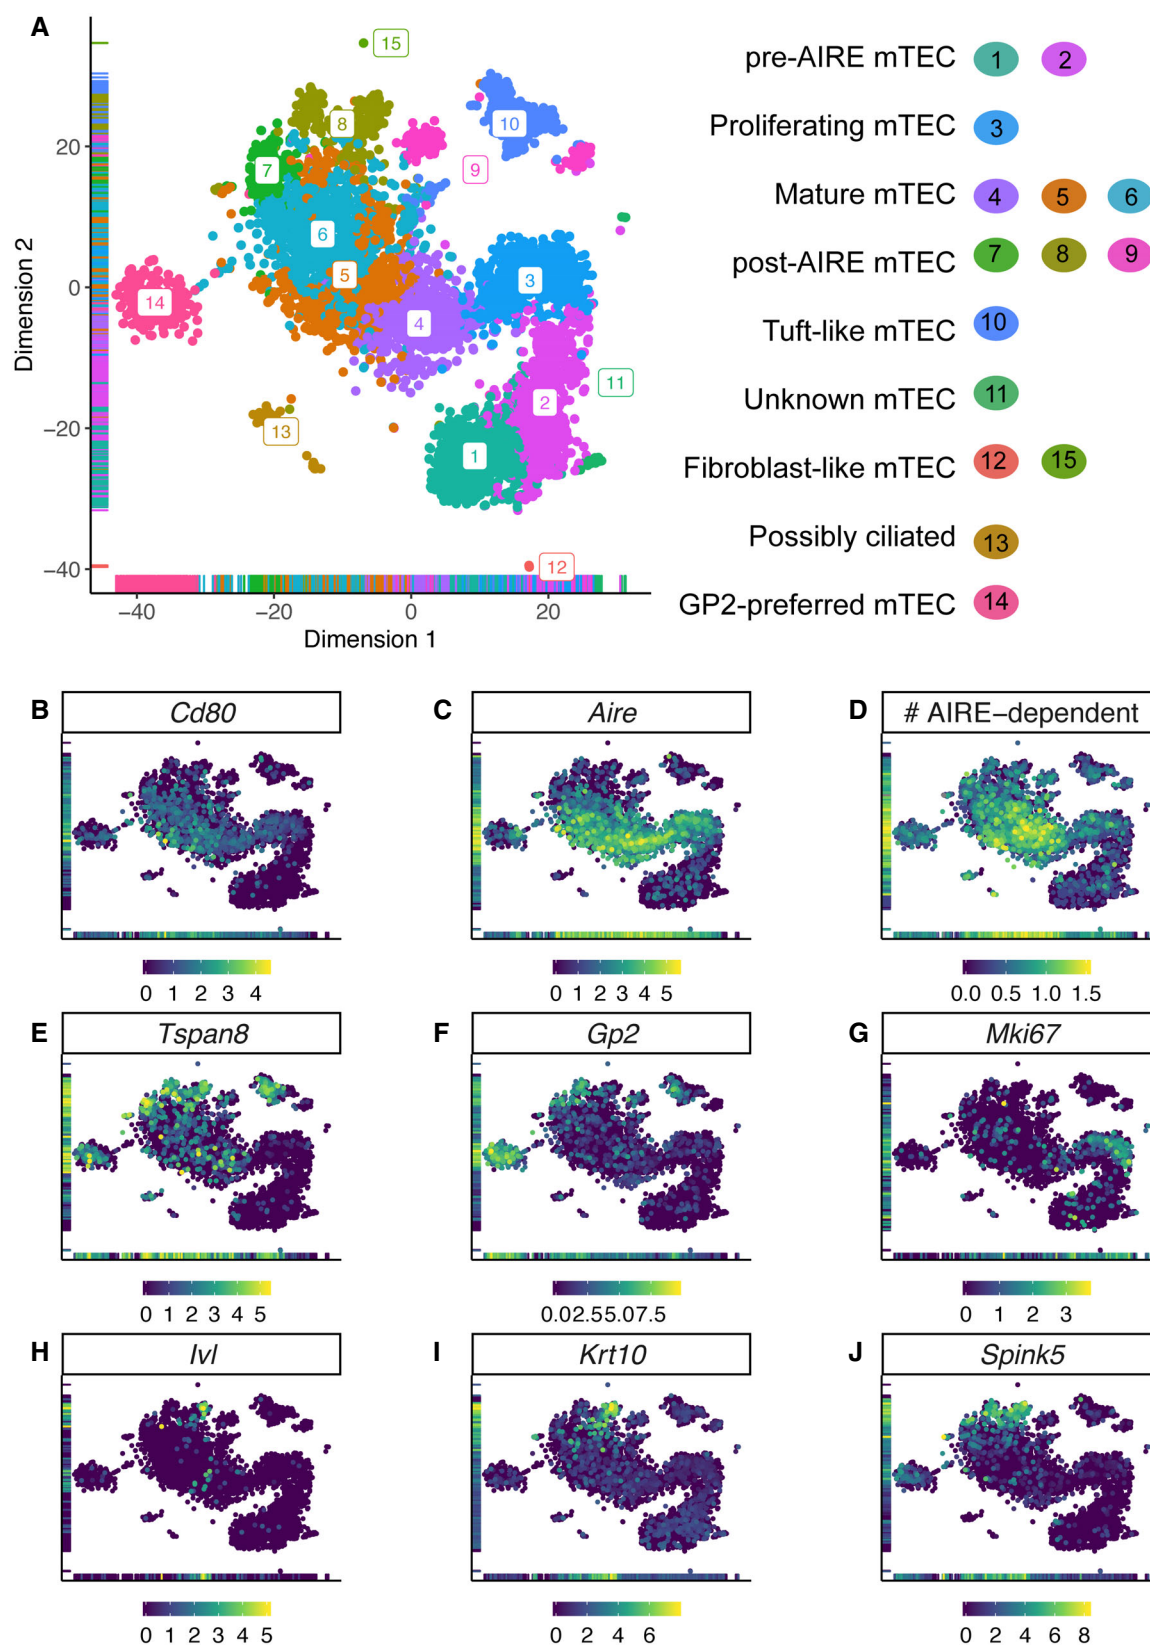 A
15
8
10
7
9
6
5
3
14
4
11
2
13
1
12
20
0
−20
−40
Dimension 2
−40 −20 0 20
Dimension 1
pre-AIRE mTEC 1 2
Proliferating mTEC 3
Mature mTEC 4 5 6
post-AIRE mTEC 7 8 9
Tuft-like mTEC 10
Unknown mTEC 11
Fibroblast-like mTEC 12 15
Possibly ciliated 13
GP2-preferred mTEC 14
B Cd80
0 1 2 3 4
C Aire
0 1 2 3 4 5
D # AIRE−dependent
0.0 0.5 1.0 1.5
E Tspan8
0 1 2 3 4 5
F Gp2
0.02.55.07.5
G Mki67
0 1 2 3
H Ivl
0 1 2 3 4 5
I Krt10
0 2 4 6
J Spink5
0 2 4 6 8